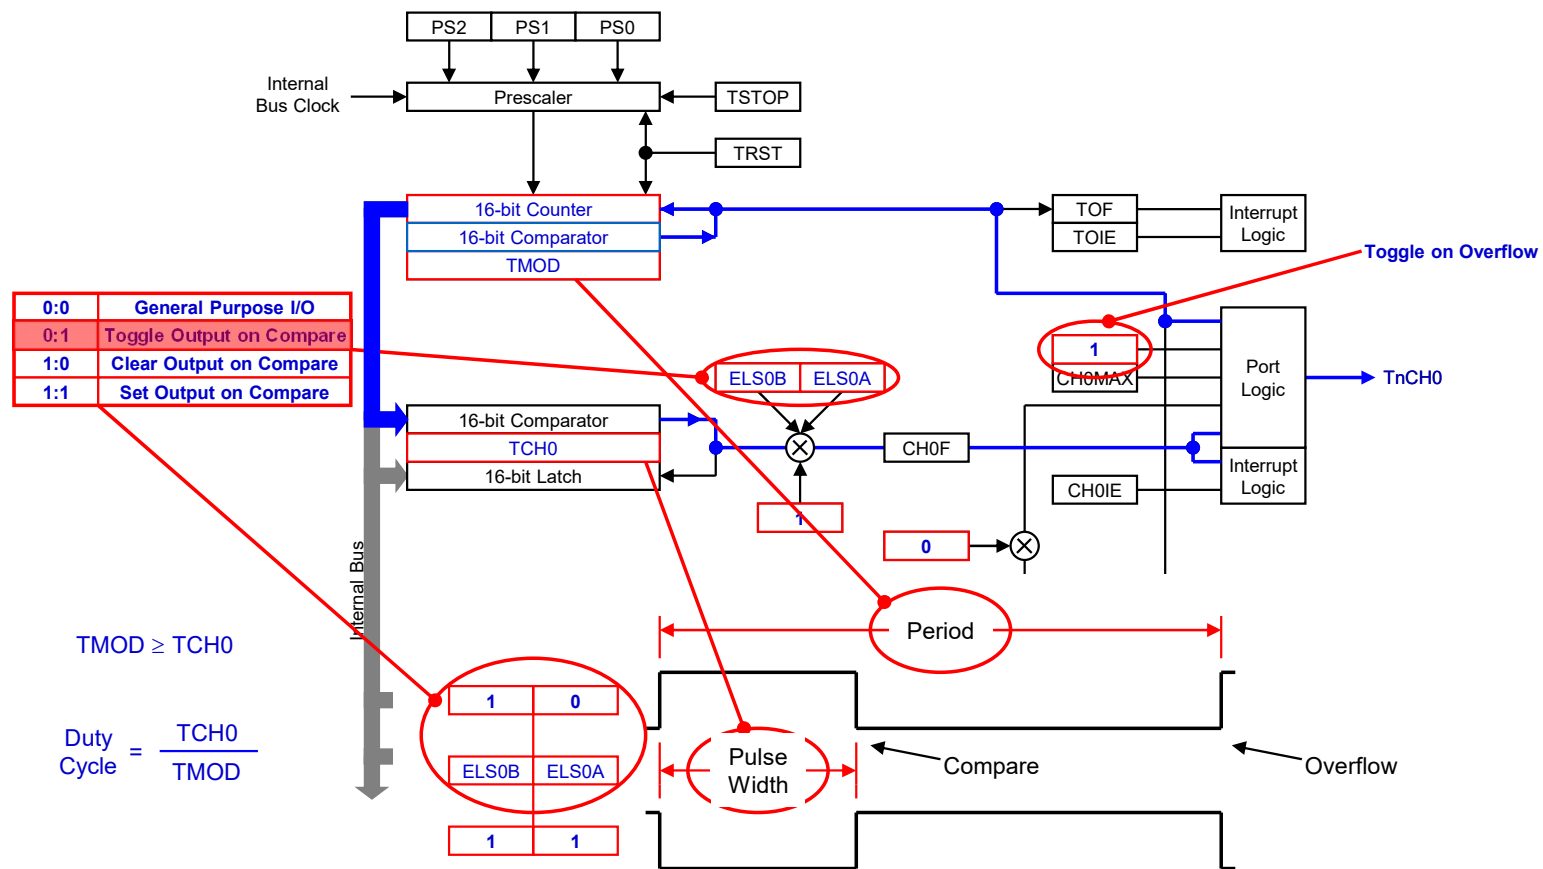 PS2 PS1 PS0
Internal
Bus Clock
Prescaler
TSTOP
TRST
16-bit Counter
16-bit Comparator
TMOD
TOF
TOIE
Interrupt
Logic
Toggle on Overflow
0:0 General Purpose I/O
0:1 Toggle Output on Compare
1:0 Clear Output on Compare
1:1 Set Output on Compare
1
CH0MAX
Port
Logic
TnCH0
ELS0B ELS0A
16-bit Comparator
TCH0
16-bit Latch
CH0F
Interrupt
Logic
CH0IE
1
0
Internal Bus
TMOD ≥ TCH0
Period
1 0
Duty
Cycle
=
TCH0
TMOD
ELS0B ELS0A
Pulse
Width
Compare
Overflow
1 1